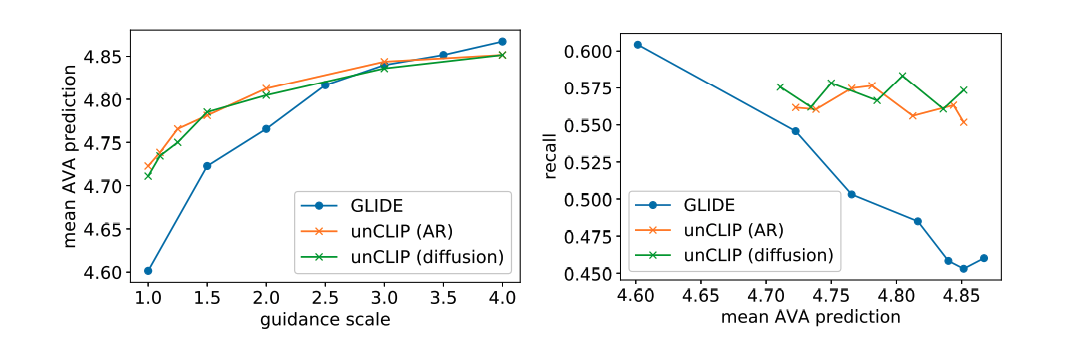 4.85
4.80
4.75
4.70
4.65
4.60
mean AVA prediction
1.0 1.5 2.0 2.5 3.0 3.5 4.0
guidance scale
GLIDE
unCLIP (AR)
unCLIP (diffusion)
0.600
0.575
0.550
0.525
0.500
0.475
0.450
recall
4.60 4.65 4.70 4.75 4.80 4.85
mean AVA prediction
GLIDE
unCLIP (AR)
unCLIP (diffusion)